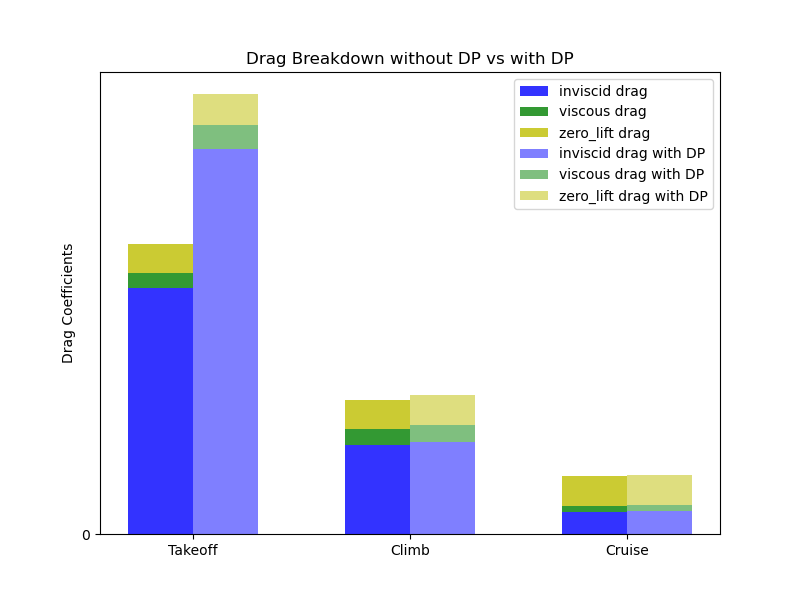 Drag Breakdown without DP vs with DP
inviscid drag
viscous drag
zero_lift drag
inviscid drag with DP
viscous drag with DP
zero_lift drag with DP
Drag Coefficients
0
Takeoff
Climb
Cruise